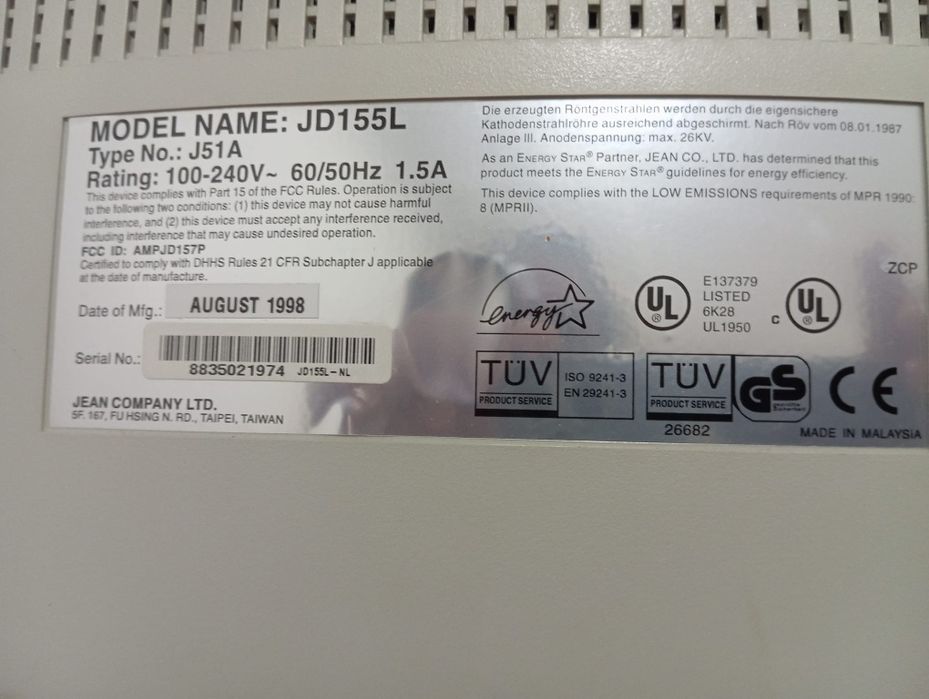 MODEL NAME: JD155L
Type No.: J51A
Rating: 100-240V~ 60/50Hz 1.5A
This device complies with Part 15 of the FCC Rules. Operation is subject
to the following two conditions: (1) this device may not cause harmful
interference, and (2) this device must accept any interference received,
including interference that may cause undesired operation.
FCC ID: AMPJD157P
Certified to comply with DHHS Rules 21 CFR Subchapter J applicable
at the date of manufacture.
Date of Mfg.: AUGUST 1998
Serial No.:
8835021974 JD155L-NL
JEAN COMPANY LTD.
5F. 167, FU HSING N. RD., TAIPEI, TAIWAN
Die erzeugten Röntgenstrahlen werden durch die eigensichere
Kathodenstrahlröhre ausreichend abgeschirmt. Nach Röv vom 08.01.1987
Anlage III. Anodenspannung: max. 26KV.
As an ENERGY STAR® Partner, JEAN CO., LTD. has determined that this
product meets the ENERGY STAR® guidelines for energy efficiency.
This device complies with the LOW EMISSIONS requirements of MPR 1990:
8 (MPRII).
ZCP
energy
UL ®
E137379
LISTED
6K28
UL1950
c UL ®
TÜV
PRODUCT SERVICE
ISO 9241-3
EN 29241-3
TÜV
PRODUCT SERVICE
GS
geprüfte
Sicherheit
CE
26682
MADE IN MALAYSIA